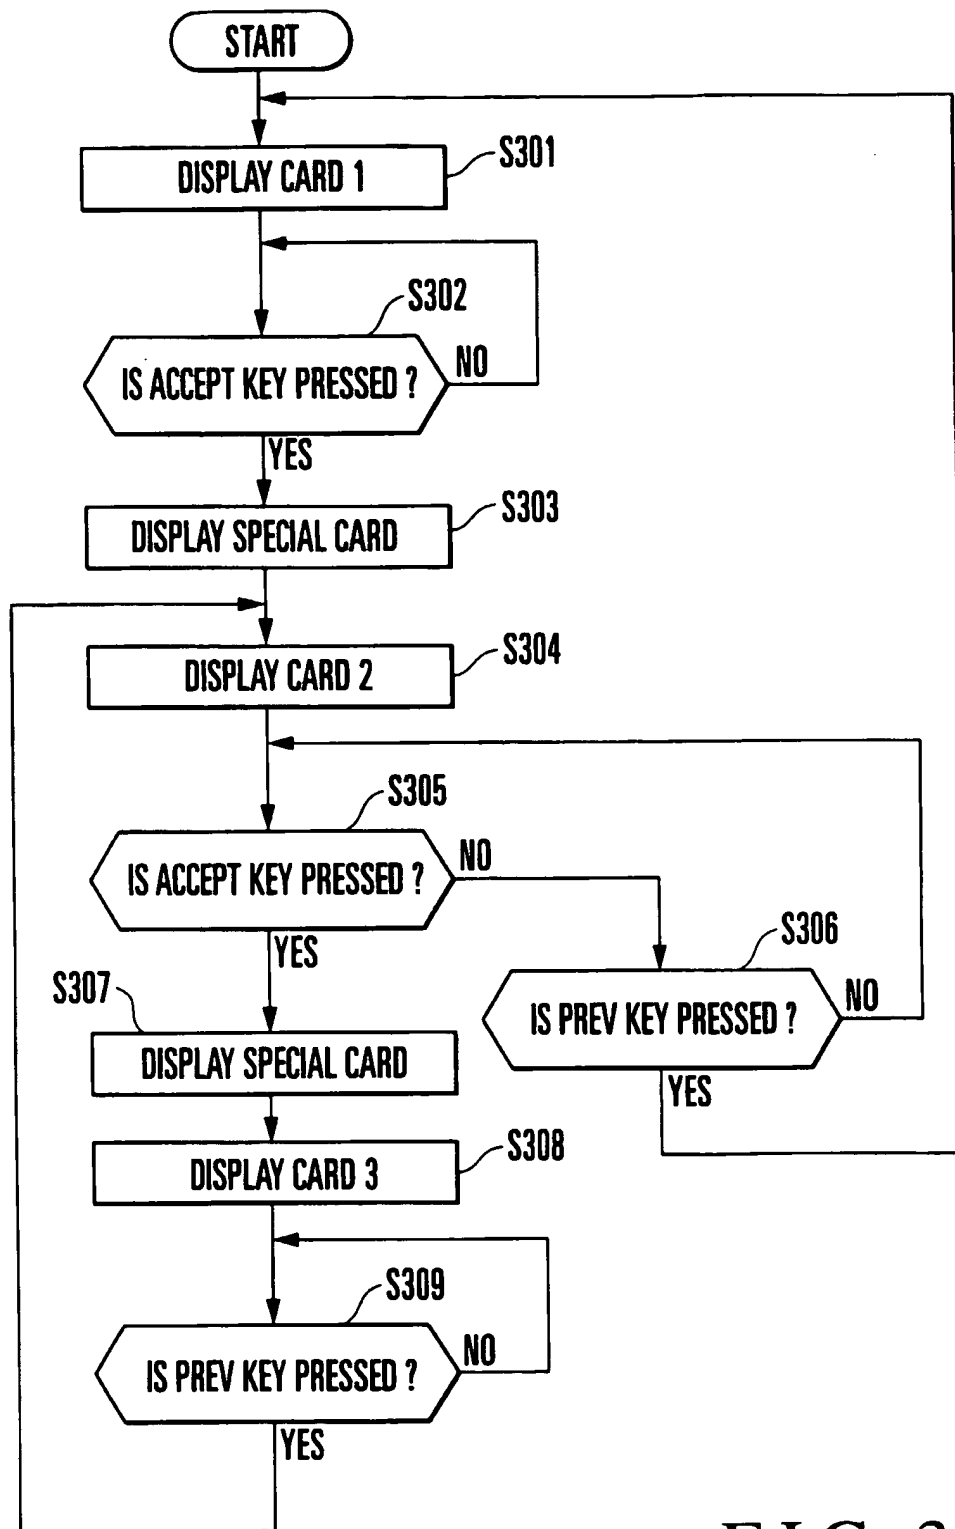 START
DISPLAY CARD 1
S301
S302
IS ACCEPT KEY PRESSED ?
NO
YES
S303
DISPLAY SPECIAL CARD
S304
DISPLAY CARD 2
S305
IS ACCEPT KEY PRESSED ?
NO
YES
S306
IS PREV KEY PRESSED ?
NO
YES
S307
DISPLAY SPECIAL CARD
S308
DISPLAY CARD 3
S309
IS PREV KEY PRESSED ?
NO
YES